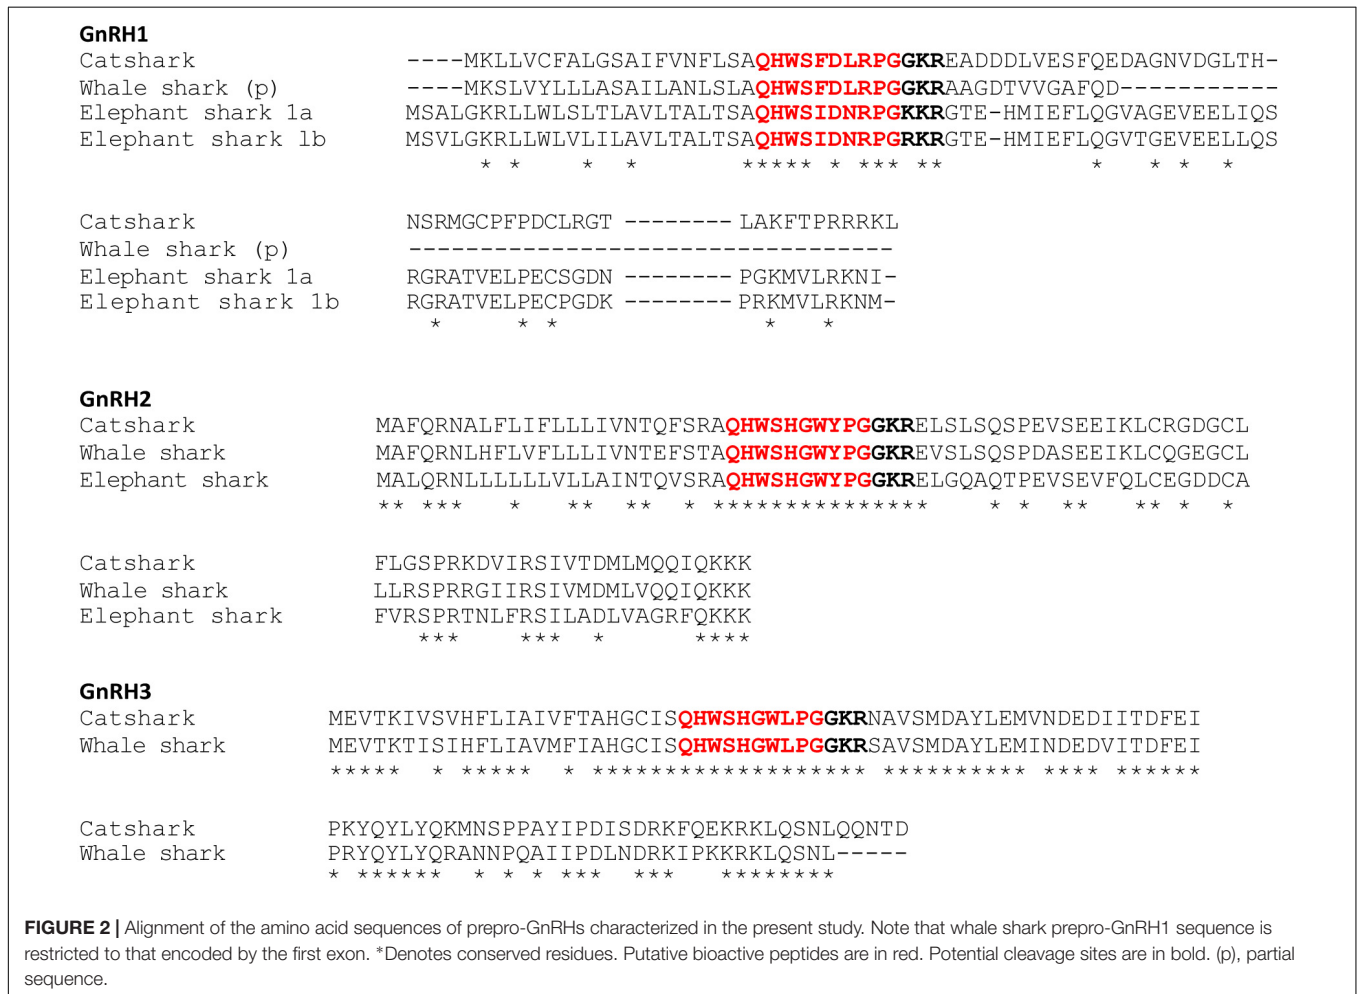 GnRH1
Catshark ----MKLLVCFALGSAIFVNFLSAQHWSFDLRPGGKREADDDLVESFQEDAGNVDGLTH-
Whale shark (p) ----MKSLVYLLLASAILANLSLAQHWSFDLRPGGKRAAGDTVVGAFQD-----------
Elephant shark 1a MSALGKRLLWLSLTLAVLTALTSAQHWSIDNRPGKKRGTE-HMIEFLQGVAGEVEELIQS
Elephant shark lb MSVLGKRLLWLVLILAVLTALTSAQHWSIDNRPGRKRGTE-HMIEFLQGVTGEVEELLQS
* * * * * * * * * * * * * * * * * * *
Catshark NSRMGCPFPDCLRGT -------- LAKFTPRRRKL
Whale shark (p) ----------------------------------
Elephant shark 1a RGRATVELPECSGDN -------- PGKMVLRKNI-
Elephant shark 1b RGRATVELPECPGDK -------- PRKMVLRKNM-
* * * * *
GnRH2
Catshark MAFQRNALFLIFLLLIVNTQFSRAQHWSHGWYPGGKRELSLSQSPEVSEEIKLCRGDGCL
Whale shark MAFQRNLHFLVFLLLIVNTEFSTAQHWSHGWYPGGKREVSLSQSPDASEEIKLCQGEGCL
Elephant shark MALQRNLLLLLLVLLAINTQVSRAQHWSHGWYPGGKRELGQAQTPEVSEVFQLCEGDDCA
** *** * ** ** * *************** * * ** ** * *
Catshark FLGSPRKDVIRSIVTDMLMQQIQKKK
Whale shark LLRSPRRGIIRSIVMDMLVQQIQKKK
Elephant shark FVRSPRTNLFRSILADLVAGRFQKKK
*** *** * ****
GnRH3
Catshark MEVTKIVSVHFLIAIVFTAHGCISQHWSHGWLPGGKRNAVSMDAYLEMVNDEDIITDFEI
Whale shark MEVTKTISIHFLIAVMFIAHGCISQHWSHGWLPGGKRSAVSMDAYLEMINDEDVITDFEI
***** * ***** * ******************* ********** **** ******
Catshark PKYQYLYQKMNSPPAYIPDISDRKFQEKRKLQSNLQQNTD
Whale shark PRYQYLYQRANNPQAIIPDLNDRKIPKKRKLQSNL-----
* ****** * * * *** *** ********
FIGURE 2 | Alignment of the amino acid sequences of prepro-GnRHs characterized in the present study. Note that whale shark prepro-GnRH1 sequence is
restricted to that encoded by the first exon. *Denotes conserved residues. Putative bioactive peptides are in red. Potential cleavage sites are in bold. (p), partial
sequence.